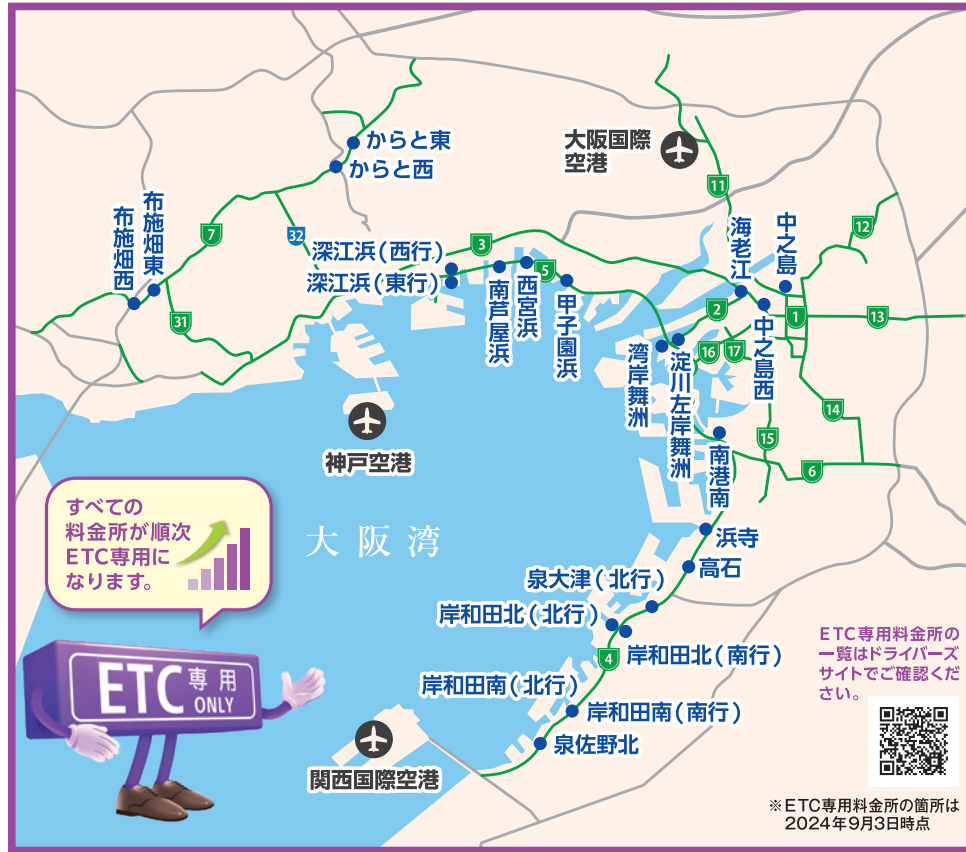 からと東
からと西
大阪国際
空港
11
布施畑東
布施畑西
7
32
深江浜(西行)
深江浜(東行)
3
5
南芦屋浜
西宮浜
甲子園浜
海老江
中之島
12
2
1
13
中之島西
31
湾岸舞洲
淀川左岸舞洲
16
17
14
15
6
南港南
神戸空港
大阪湾
浜寺
高石
泉大津(北行)
岸和田北(北行)
岸和田北(南行)
4
岸和田南(北行)
岸和田南(南行)
泉佐野北
関西国際空港
すべての
料金所が順次
ETC専用に
なります。
ETC専用
ONLY
ETC専用料金所の
一覧はドライバーズ
サイトでご確認くだ
さい。
※ETC専用料金所の箇所は
2024年9月3日時点